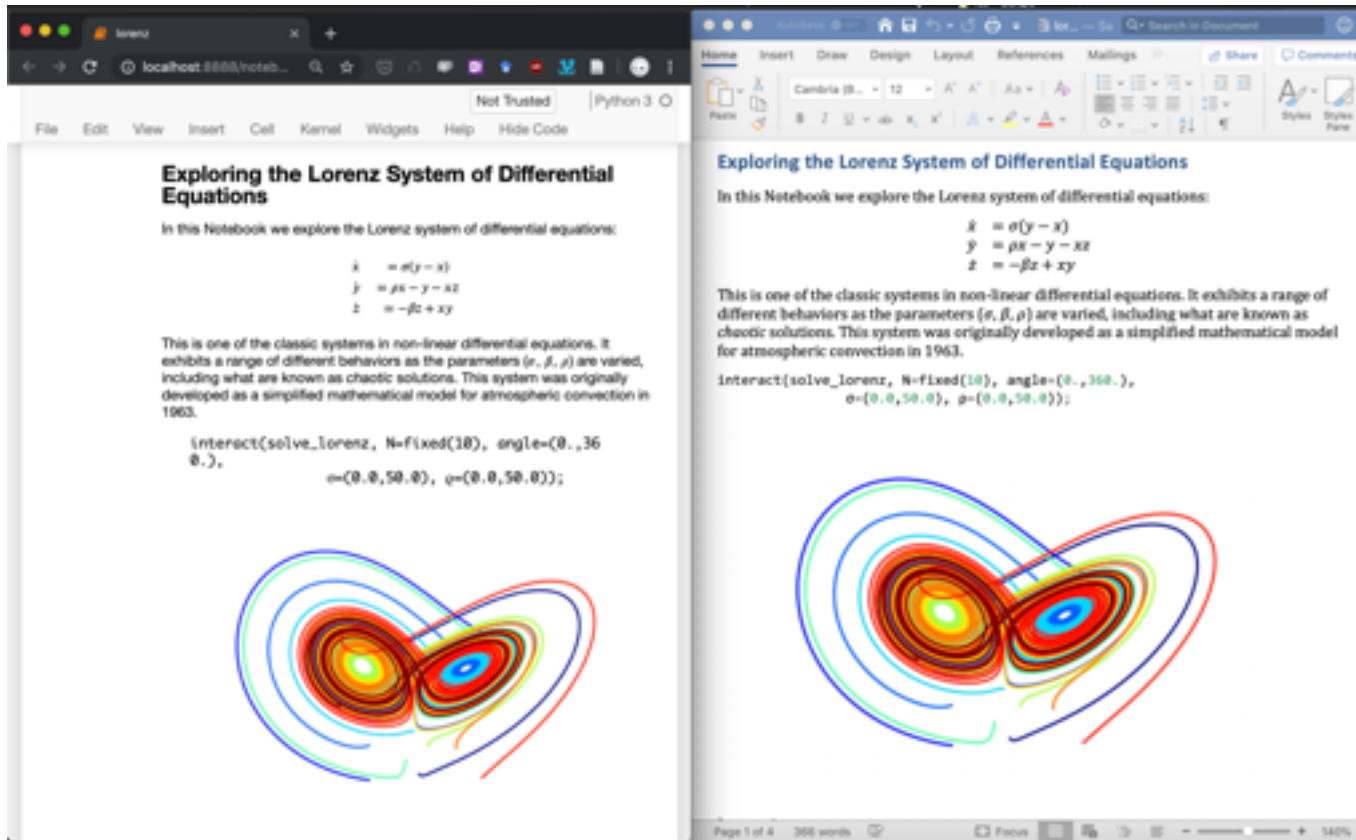 lorenz
localhost:8888/noteb...
Not Trusted
Python 3
File Edit View Insert Cell Kernel Widgets Help Hide Code
Exploring the Lorenz System of Differential
Equations
In this Notebook we explore the Lorenz system of differential equations:
ẋ = σ(y − x)
ẏ = ρx − y − xz
ż = −βz + xy
This is one of the classic systems in non-linear differential equations. It
exhibits a range of different behaviors as the parameters (σ, β, ρ) are varied,
including what are known as chaotic solutions. This system was originally
developed as a simplified mathematical model for atmospheric convection in
1963.
interact(solve_lorenz, N=fixed(10), angle=(0.,36
0.),
σ=(0.0,50.0), ρ=(0.0,50.0));
AutoSave
lor... — Se
Search in Document
Home Insert Draw Design Layout References Mailings Share Comments
Paste
Cambria (B... 12
Styles
Styles
Pane
Exploring the Lorenz System of Differential Equations
In this Notebook we explore the Lorenz system of differential equations:
ẋ = σ(y − x)
ẏ = ρx − y − xz
ż = −βz + xy
This is one of the classic systems in non-linear differential equations. It exhibits a range of
different behaviors as the parameters (σ, β, ρ) are varied, including what are known as
chaotic solutions. This system was originally developed as a simplified mathematical model
for atmospheric convection in 1963.
interact(solve_lorenz, N=fixed(10), angle=(0.,360.),
σ=(0.0,50.0), ρ=(0.0,50.0));
Page 1 of 4 366 words Focus 140%